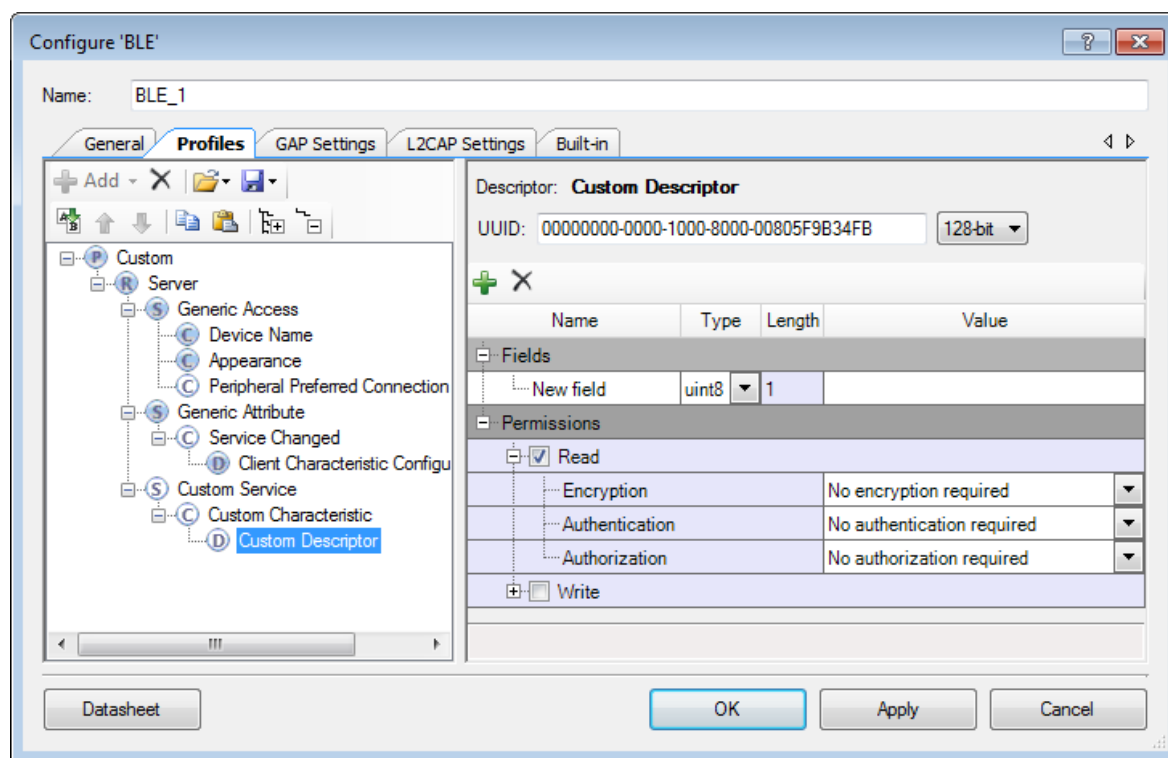 Configure 'BLE'
Name: BLE_1
General Profiles GAP Settings L2CAP Settings Built-in
Add
Descriptor: Custom Descriptor
UUID: 00000000-0000-1000-8000-00805F9B34FB 128-bit
Custom
Server
Generic Access
Device Name
Appearance
Peripheral Preferred Connection
Generic Attribute
Service Changed
Client Characteristic Configu
Custom Service
Custom Characteristic
Custom Descriptor
Name Type Length Value
Fields
New field uint8 1
Permissions
Read
Encryption No encryption required
Authentication No authentication required
Authorization No authorization required
Write
Datasheet OK Apply Cancel